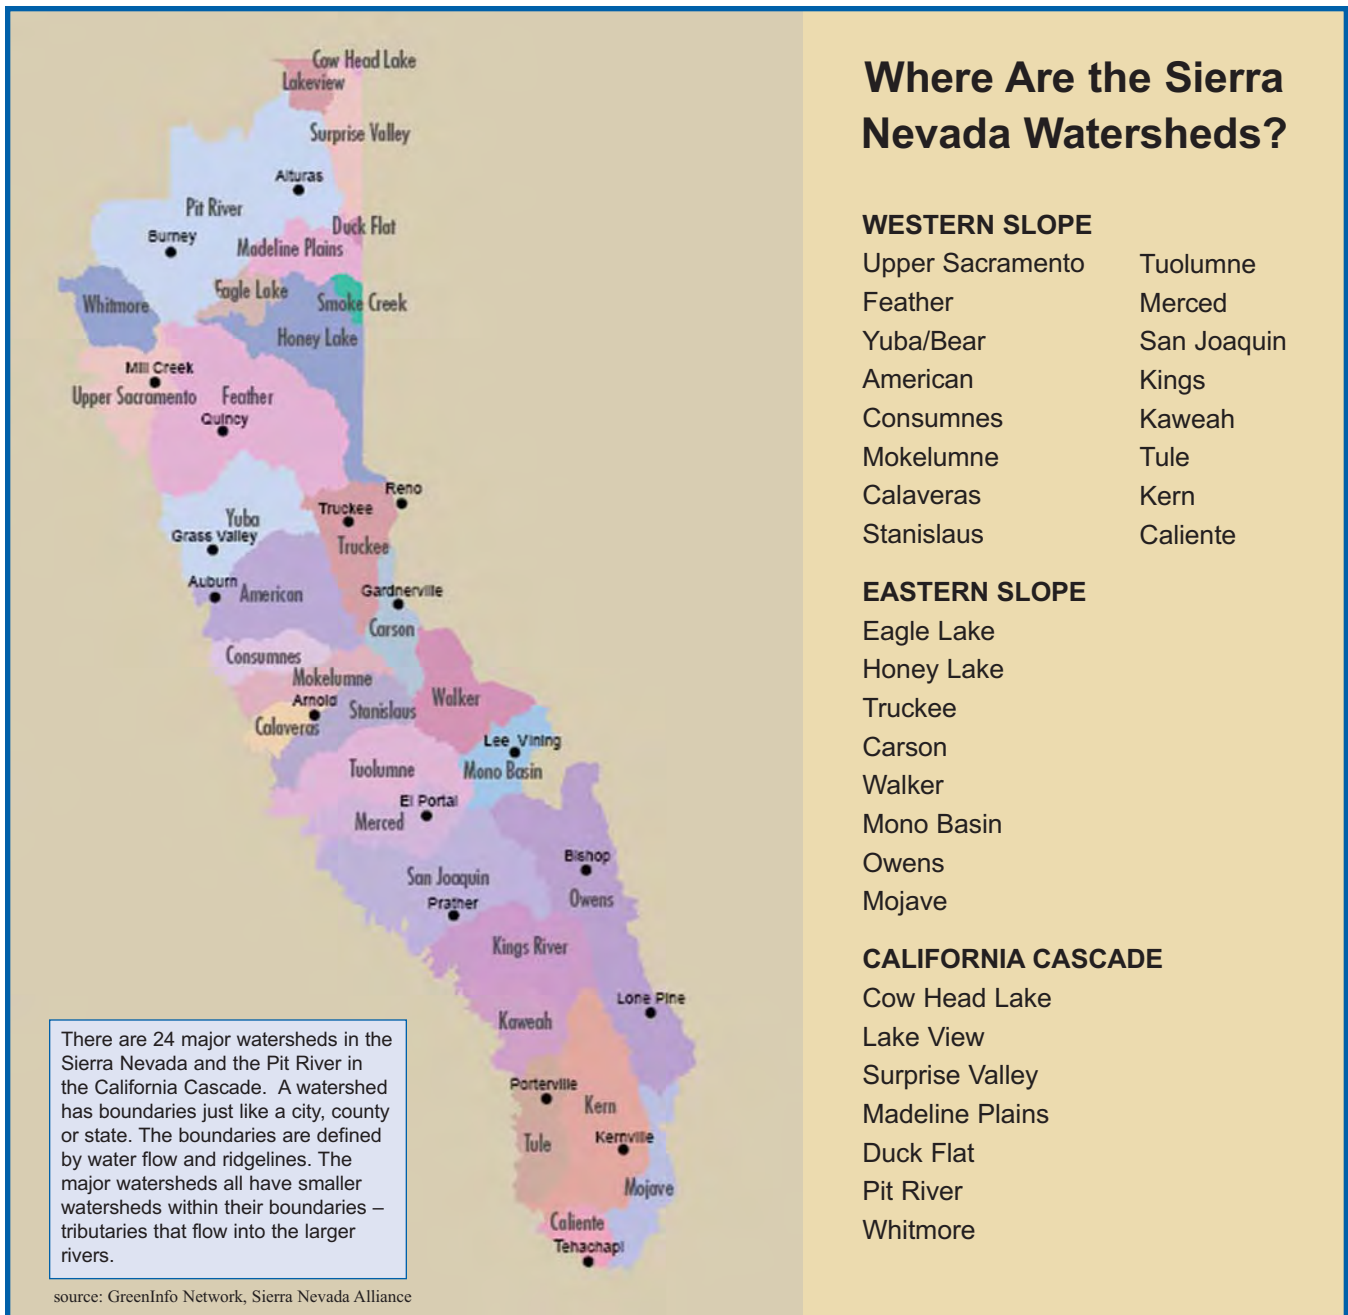 Cow Head Lake
Lakeview
Surprise Valley
Alturas
Pit River
Duck Flat
Burney
Madeline Plains
Eagle Lake
Whitmore
Smoke Creek
Honey Lake
Mill Creek
Upper Sacramento
Feather
Quincy
Reno
Truckee
Yuba
Grass Valley
Truckee
Auburn
American
Gardnerville
Carson
Consumnes
Mokelumne
Walker
Arnold
Stanislaus
Calaveras
Lee Vining
Tuolumne
Mono Basin
El Portal
Merced
Bishop
San Joaquin
Owens
Prather
Kings River
Lone Pine
Kaweah
Porterville
Kern
Tule
Kernville
Mojave
Caliente
Tehachapi
There are 24 major watersheds in the
Sierra Nevada and the Pit River in
the California Cascade.  A watershed
has boundaries just like a city, county
or state. The boundaries are defined
by water flow and ridgelines. The
major watersheds all have smaller
watersheds within their boundaries –
tributaries that flow into the larger
rivers.
source: GreenInfo Network, Sierra Nevada Alliance
Where Are the Sierra
Nevada Watersheds?
WESTERN SLOPE
Upper Sacramento
Feather
Yuba/Bear
American
Consumnes
Mokelumne
Calaveras
Stanislaus
Tuolumne
Merced
San Joaquin
Kings
Kaweah
Tule
Kern
Caliente
EASTERN SLOPE
Eagle Lake
Honey Lake
Truckee
Carson
Walker
Mono Basin
Owens
Mojave
CALIFORNIA CASCADE
Cow Head Lake
Lake View
Surprise Valley
Madeline Plains
Duck Flat
Pit River
Whitmore